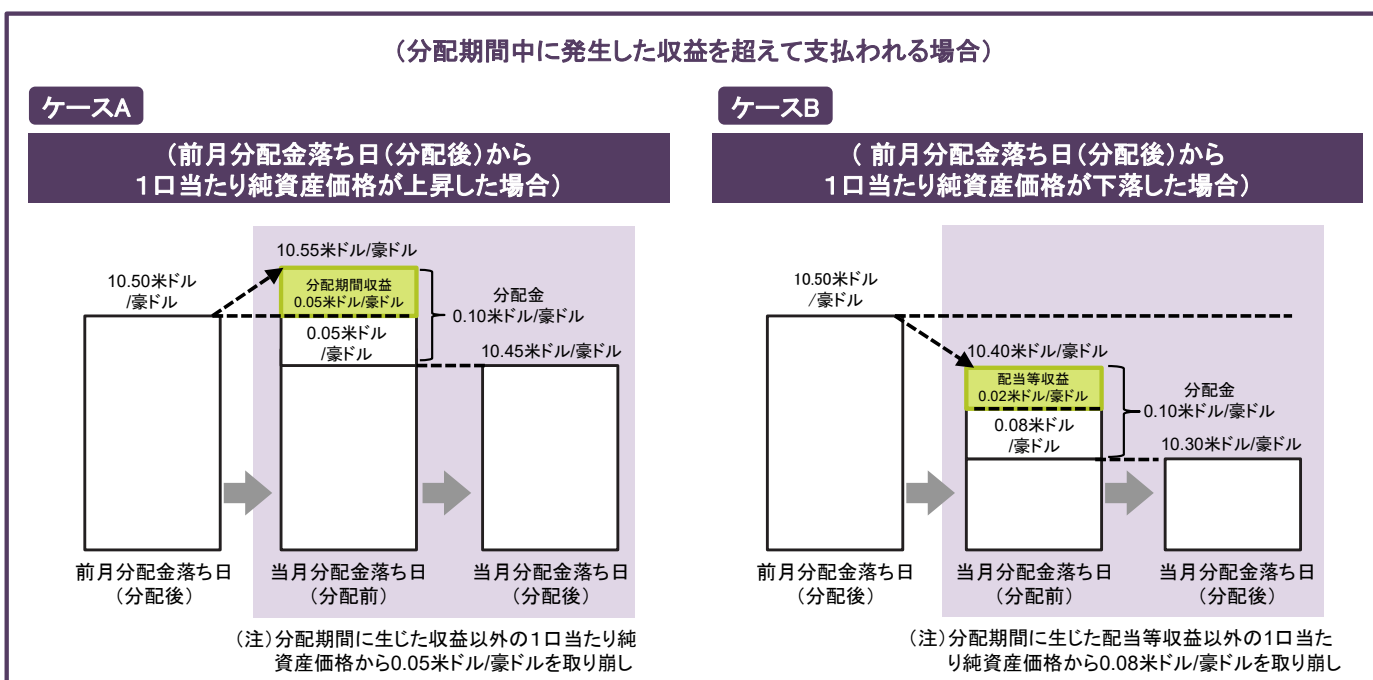 （分配期間中に発生した収益を超えて支払われる場合）
ケースA
（前月分配金落ち日（分配後）から
１口当たり純資産価格が上昇した場合）
10.50米ドル
/豪ドル
10.55米ドル/豪ドル
分配期間収益
0.05米ドル/豪ドル
0.05米ドル
/豪ドル
分配金
0.10米ドル/豪ドル
10.45米ドル/豪ドル
前月分配金落ち日
（分配後）
当月分配金落ち日
（分配前）
当月分配金落ち日
（分配後）
（注）分配期間に生じた収益以外の１口当たり純
資産価格から0.05米ドル/豪ドルを取り崩し
ケースB
（ 前月分配金落ち日（分配後）から
１口当たり純資産価格が下落した場合）
10.50米ドル
/豪ドル
10.40米ドル/豪ドル
配当等収益
0.02米ドル/豪ドル
0.08米ドル
/豪ドル
分配金
0.10米ドル/豪ドル
10.30米ドル/豪ドル
前月分配金落ち日
（分配後）
当月分配金落ち日
（分配前）
当月分配金落ち日
（分配後）
（注）分配期間に生じた配当等収益以外の1口当た
り純資産価格から0.08米ドル/豪ドルを取り崩し